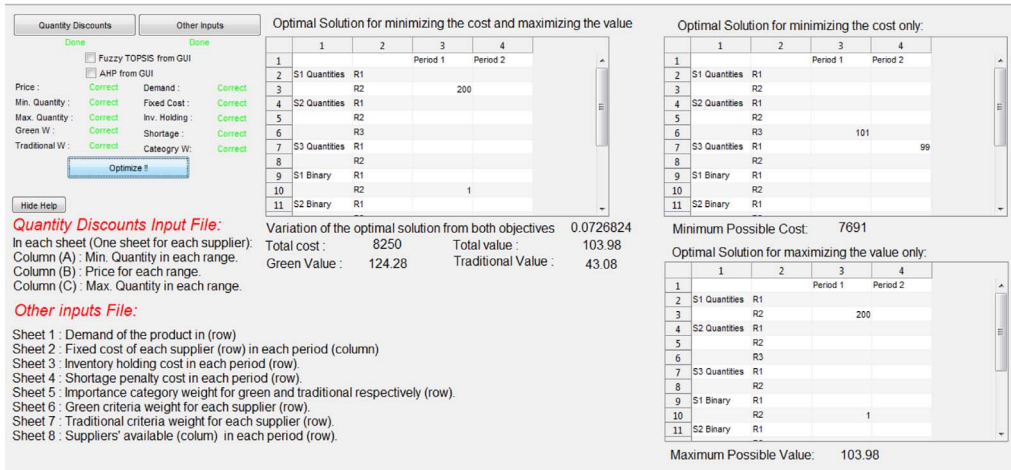 Quantity Discounts Other Inputs
Done Done
Fuzzy TOPSIS from GUI
AHP from GUI
Price : Correct Demand : Correct
Min. Quantity : Correct Fixed Cost : Correct
Max. Quantity : Correct Inv. Holding : Correct
Green W : Correct Shortage : Correct
Traditional W : Correct Cateogry W: Correct
Optimize !!
Hide Help
Quantity Discounts Input File:
In each sheet (One sheet for each supplier):
Column (A) : Min. Quantity in each range.
Column (B) : Price for each range.
Column (C) : Max. Quantity in each range.
Other inputs File:
Sheet 1 : Demand of the product in (row)
Sheet 2 : Fixed cost of each supplier (row) in each period (column)
Sheet 3 : Inventory holding cost in each period (row).
Sheet 4 : Shortage penalty cost in each period (row).
Sheet 5 : Importance category weight for green and traditional respectively (row).
Sheet 6 : Green criteria weight for each supplier (row).
Sheet 7 : Traditional criteria weight for each supplier (row).
Sheet 8 : Suppliers' available (colum) in each period (row).
Optimal Solution for minimizing the cost and maximizing the value
1 2 3 4
1 Period 1 Period 2
2 S1 Quantities R1
3 R2 200
4 S2 Quantities R1
5 R2
6 R3
7 S3 Quantities R1
8 R2
9 S1 Binary R1
10 R2 1
11 S2 Binary R1
Variation of the optimal solution from both objectives 0.0726824
Total cost : 8250 Total value : 103.98
Green Value : 124.28 Traditional Value : 43.08
Optimal Solution for minimizing the cost only:
1 2 3 4
1 Period 1 Period 2
2 S1 Quantities R1
3 R2
4 S2 Quantities R1
5 R2
6 R3 101
7 S3 Quantities R1 99
8 R2
9 S1 Binary R1
10 R2
11 S2 Binary R1
Minimum Possible Cost: 7691
Optimal Solution for maximizing the value only:
1 2 3 4
1 Period 1 Period 2
2 S1 Quantities R1
3 R2 200
4 S2 Quantities R1
5 R2
6 R3
7 S3 Quantities R1
8 R2
9 S1 Binary R1
10 R2 1
11 S2 Binary R1
Maximum Possible Value: 103.98